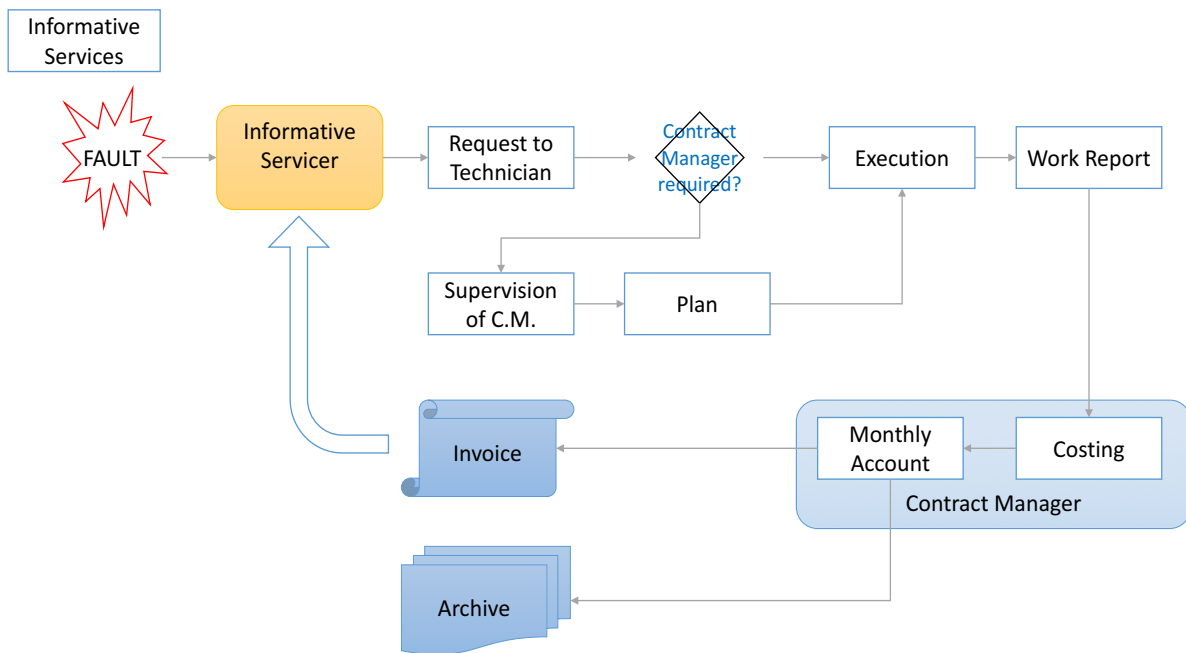 Informative
Services
FAULT
Informative
Servicer
Request to
Technician
Contract
Manager
required?
Execution
Work Report
Supervision
of C.M.
Plan
Invoice
Monthly
Account
Costing
Contract Manager
Archive